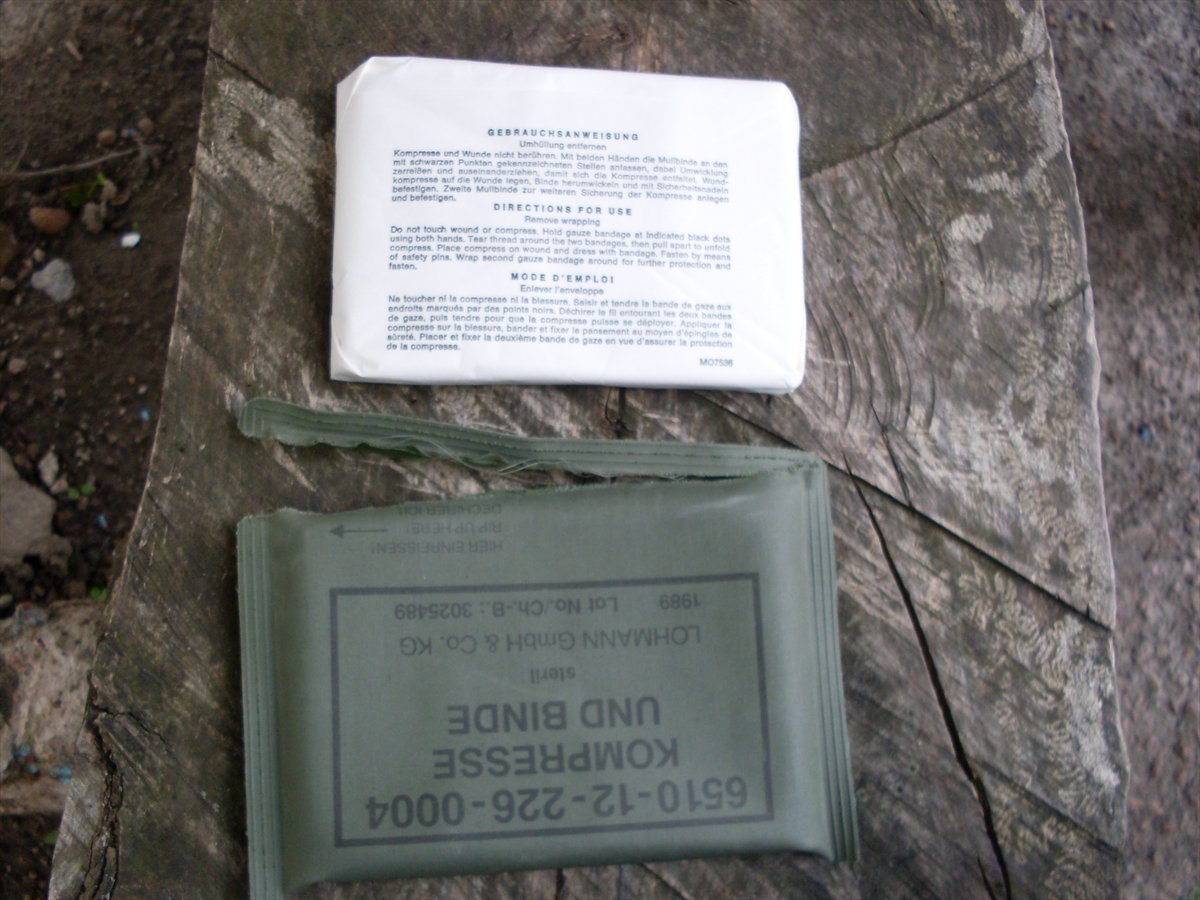 GEBRAUCHSANWEISUNG
Umhüllung entfernen
Kompresse und Wunde nicht berühren. Mit beiden Händen die Mullbinde an den
mit schwarzen Punkten gekennzeichneten Stellen anfassen, dabei Umwicklung
zerreißen und auseinanderziehen, damit sich die Kompresse entfaltet. Wund-
kompresse auf die Wunde legen, Binde herumwickeln und mit Sicherheitsnadeln
befestigen. Zweite Mullbinde zur weiteren Sicherung der Kompresse anlegen
und befestigen.
DIRECTIONS FOR USE
Remove wrapping
Do not touch wound or compress. Hold gauze bandage at indicated black dots
using both hands. Tear thread around the two bandages, then pull apart to unfold
compress. Place compress on wound and dress with bandage. Fasten by means
of safety pins. Wrap second gauze bandage around for further protection and
fasten.
MODE D'EMPLOI
Enlever l'enveloppe
Ne toucher ni la compresse ni la blessure. Saisir et tendre la bande de gaze aux
endroits marqués par des points noirs. Déchirer le fil entourant les deux bandes
de gaze, puis tendre pour que la compresse puisse se déployer. Appliquer la
compresse sur la blessure, bander et fixer le pansement au moyen d'épingles de
sûreté. Placer et fixer la deuxième bande de gaze en vue d'assurer la protection
de la compresse.
MO7536
6510-12-226-0004
KOMPRESSE
UND BINDE
steril
LOHMANN GmbH & Co. KG
1989 Lot No./Ch.-B.: 3025489
HIER EINREISSEN!
RIP UP HERE!
DECHIRER ICI!